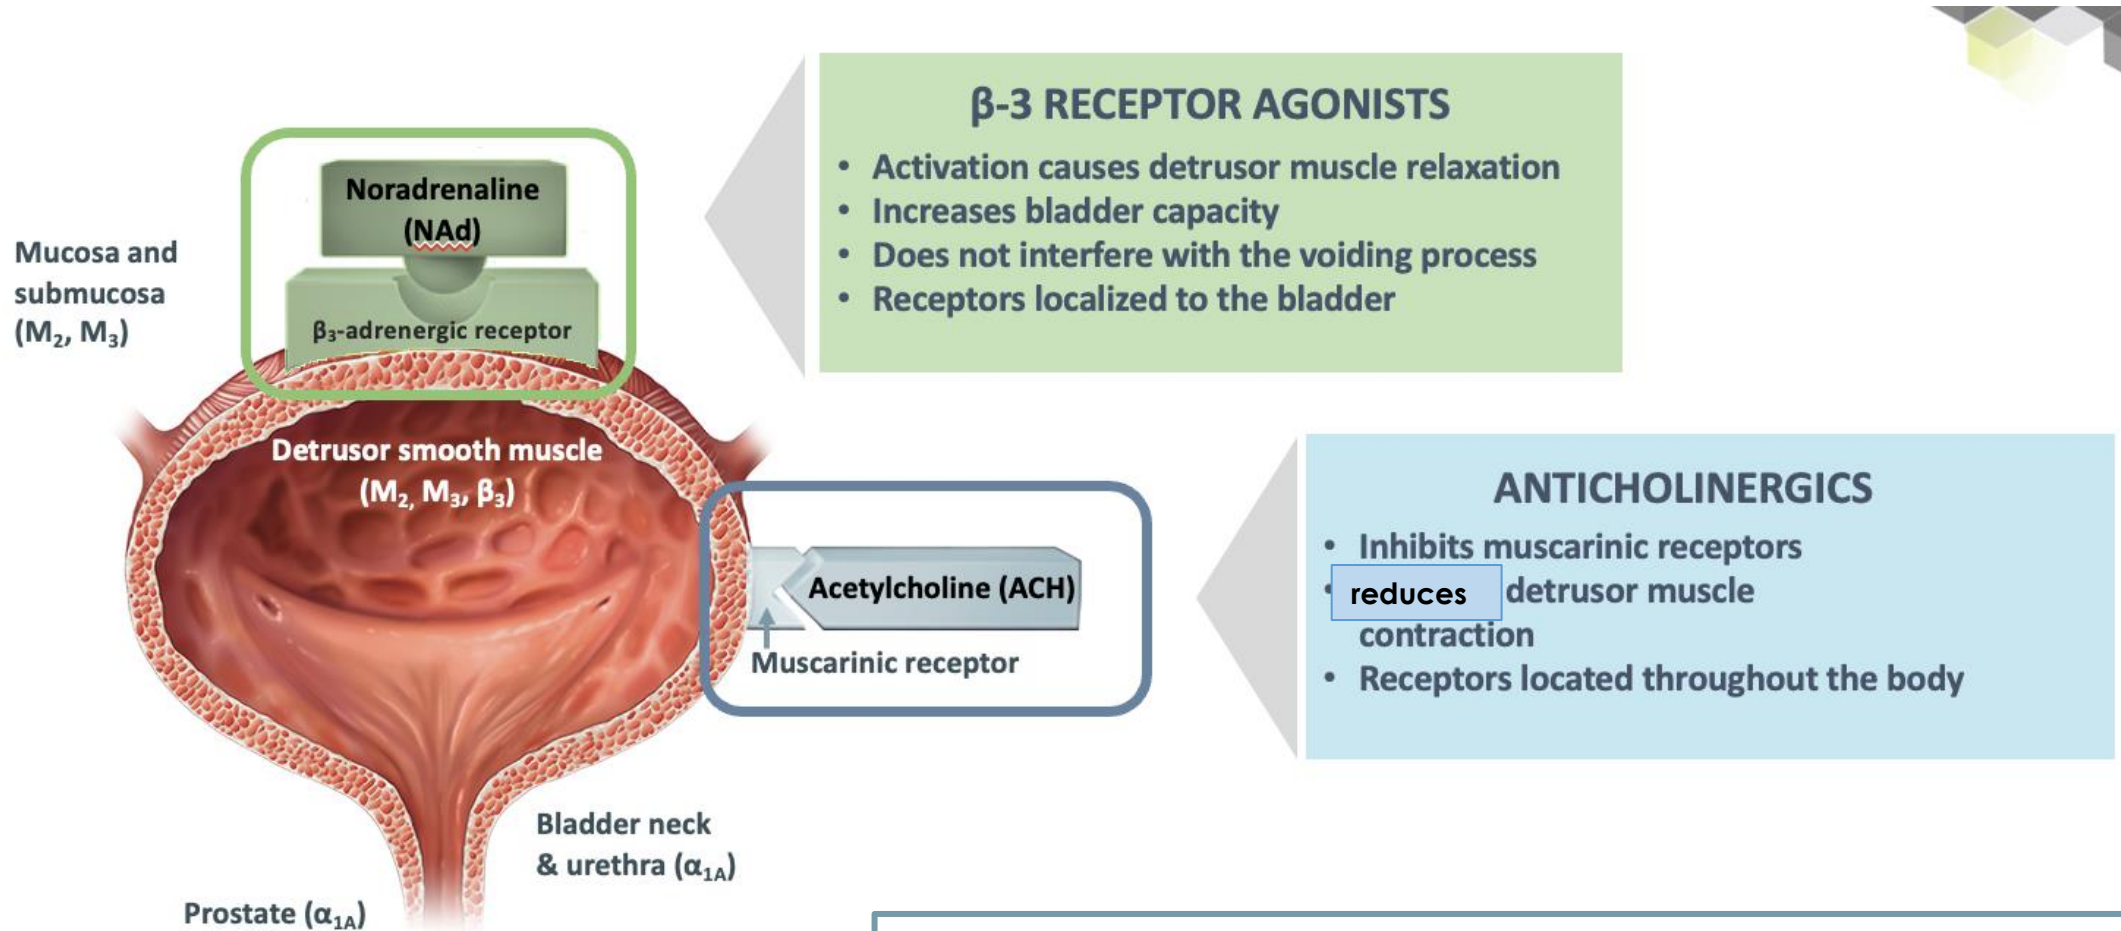 β-3 RECEPTOR AGONISTS
• Activation causes detrusor muscle relaxation
• Increases bladder capacity
• Does not interfere with the voiding process
• Receptors localized to the bladder
Noradrenaline
(NAd)
β₃-adrenergic receptor
Mucosa and
submucosa
(M₂, M₃)
Detrusor smooth muscle
(M₂, M₃, β₃)
Acetylcholine (ACH)
Muscarinic receptor
ANTICHOLINERGICS
• Inhibits muscarinic receptors
• reduces detrusor muscle
contraction
• Receptors located throughout the body
Bladder neck
& urethra (α₁A)
Prostate (α₁A)